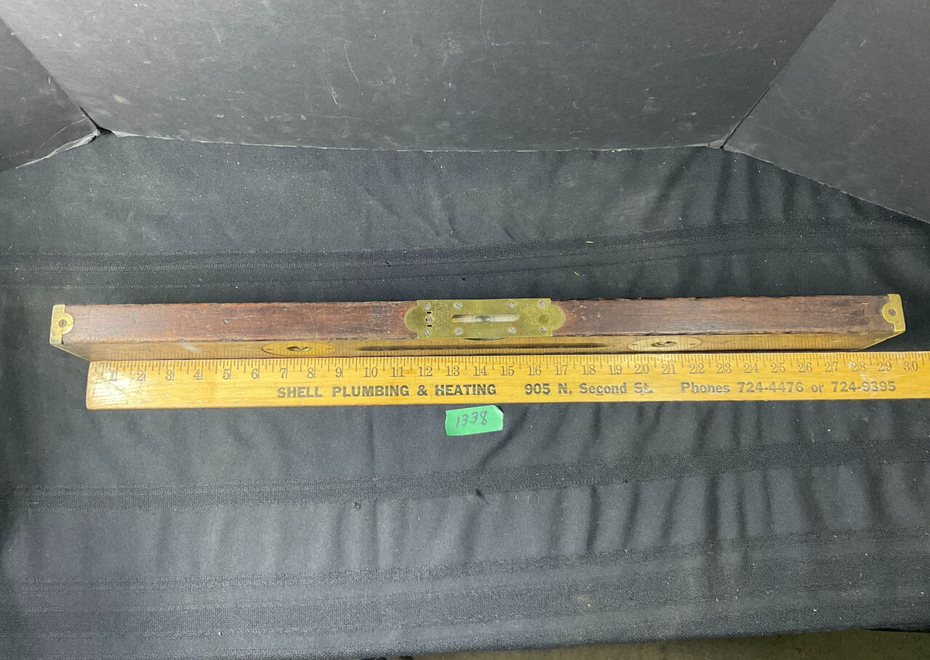 1 2 3 4 5 6 7 8 9 10 11 12 13 14 15 16 17 18 19 20 21 22 23 24 25 26 27 28 29 30
SHELL PLUMBING & HEATING 905 N. Second St. Phones 724-4476 or 724-9395
1338